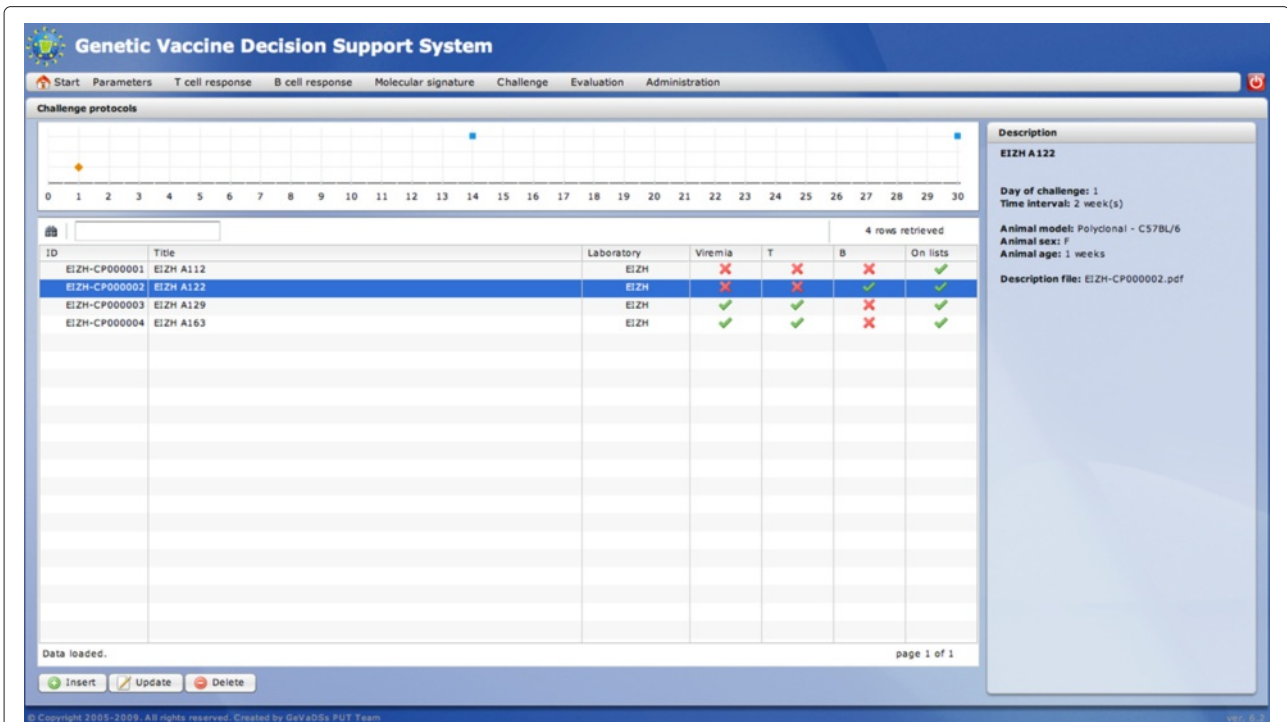 Genetic Vaccine Decision Support System
Start Parameters T cell response B cell response Molecular signature Challenge Evaluation Administration
Challenge protocols
0 1 2 3 4 5 6 7 8 9 10 11 12 13 14 15 16 17 18 19 20 21 22 23 24 25 26 27 28 29 30
4 rows retrieved
ID Title Laboratory Viremia T B On lists
EIZH-CP000001 EIZH A112 EIZH
EIZH-CP000002 EIZH A122 EIZH
EIZH-CP000003 EIZH A129 EIZH
EIZH-CP000004 EIZH A163 EIZH
Data loaded. page 1 of 1
Insert Update Delete
Description
EIZH A122
Day of challenge: 1
Time interval: 2 week(s)
Animal model: Polyclonal - C57BL/6
Animal sex: F
Animal age: 1 weeks
Description file: EIZH-CP000002.pdf
© Copyright 2005-2009. All rights reserved. Created by GeVaDSs PUT Team
ver. 6.2